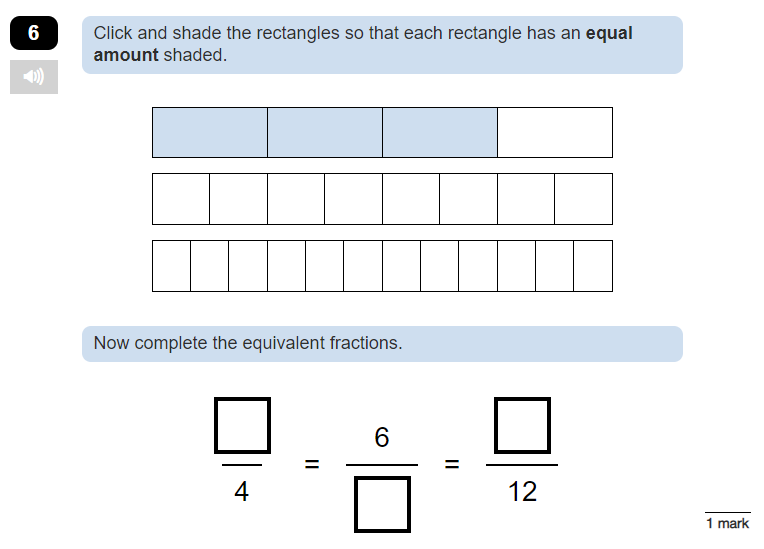 6
Click and shade the rectangles so that each rectangle has an equal
amount shaded.
Now complete the equivalent fractions.
6
= =
4 12
1 mark